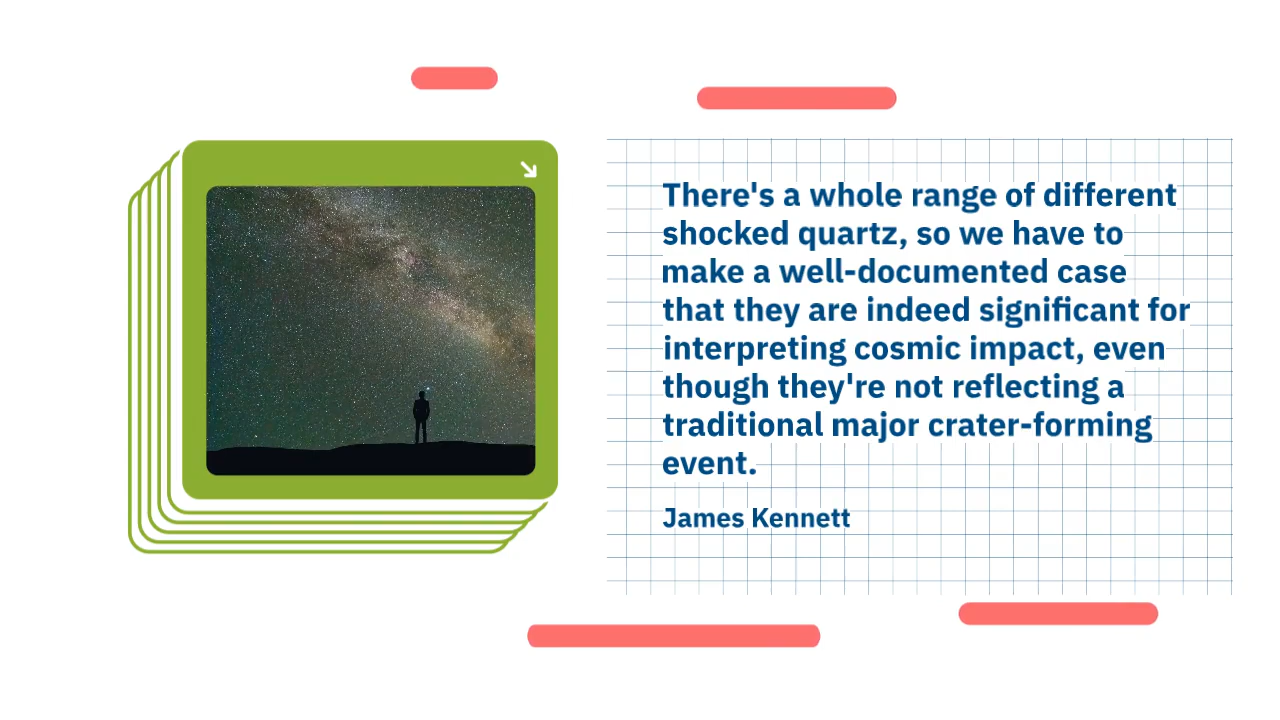 There's a whole range of different
shocked quartz, so we have to
make a well-documented case
that they are indeed significant for
interpreting cosmic impact, even
though they're not reflecting a
traditional major crater-forming
event.
James Kennett